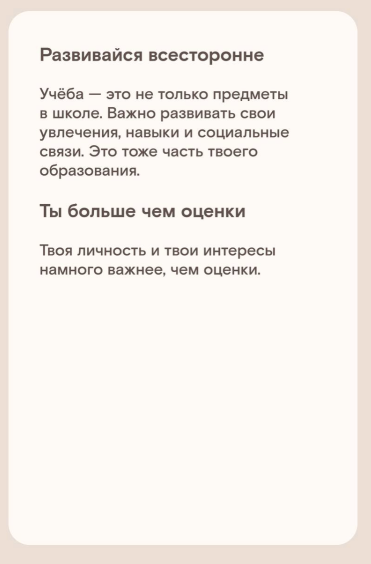 Развивайся всесторонне
Учёба — это не только предметы
в школе. Важно развивать свои
увлечения, навыки и социальные
связи. Это тоже часть твоего
образования.
Ты больше чем оценки
Твоя личность и твои интересы
намного важнее, чем оценки.